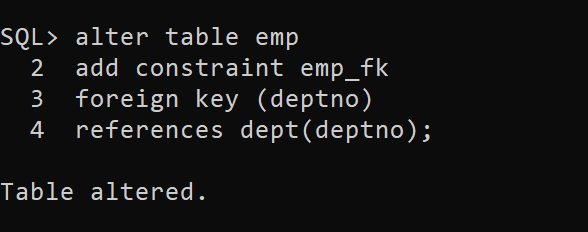 SQL> alter table emp
  2  add constraint emp_fk
  3  foreign key (deptno)
  4  references dept(deptno);
Table altered.